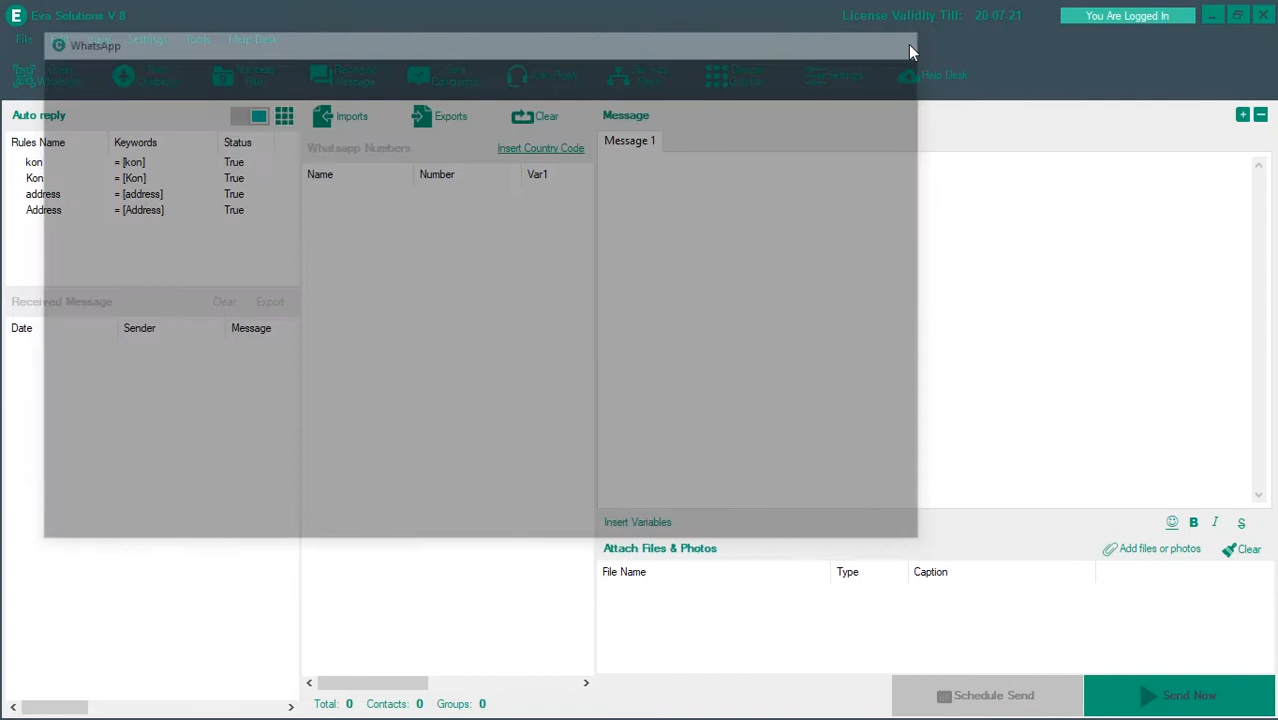 E Eva Solutions V 8
License Validity Till: 20-07-21
You Are Logged In
File Edit View Settings Tools Help Desk
WhatsApp
Help Desk
Auto reply
Rules Name Keywords Status
kon = [kon] True
Kon = [Kon] True
address = [address] True
Address = [Address] True
Received Message Clear Export
Date Sender Message
Imports Exports Clear
Whatsapp Numbers Insert Country Code
Name Number Var1
Total: 0 Contacts: 0 Groups: 0
Message
Message 1
Insert Variables
B I S
Attach Files & Photos
Add files or photos Clear
File Name Type Caption
Schedule Send
Send Now